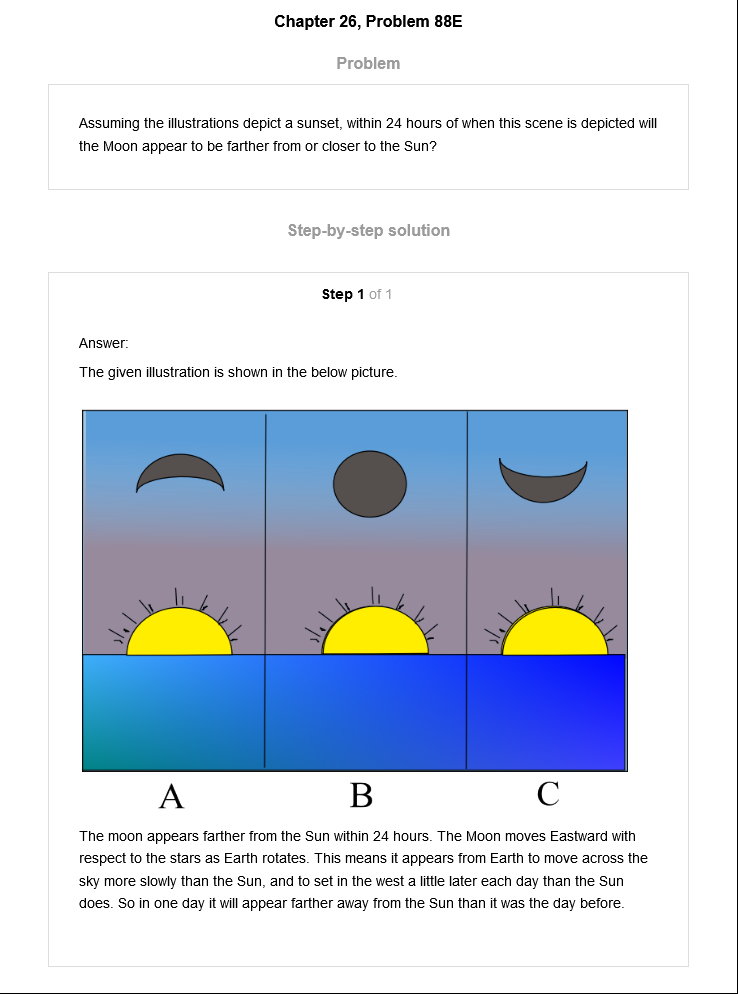 Chapter 26, Problem 88E
Problem
Assuming the illustrations depict a sunset, within 24 hours of when this scene is depicted will
the Moon appear to be farther from or closer to the Sun?
Step-by-step solution
Step 1 of 1
Answer:
The given illustration is shown in the below picture.
A B C
The moon appears farther from the Sun within 24 hours. The Moon moves Eastward with
respect to the stars as Earth rotates. This means it appears from Earth to move across the
sky more slowly than the Sun, and to set in the west a little later each day than the Sun
does. So in one day it will appear farther away from the Sun than it was the day before.